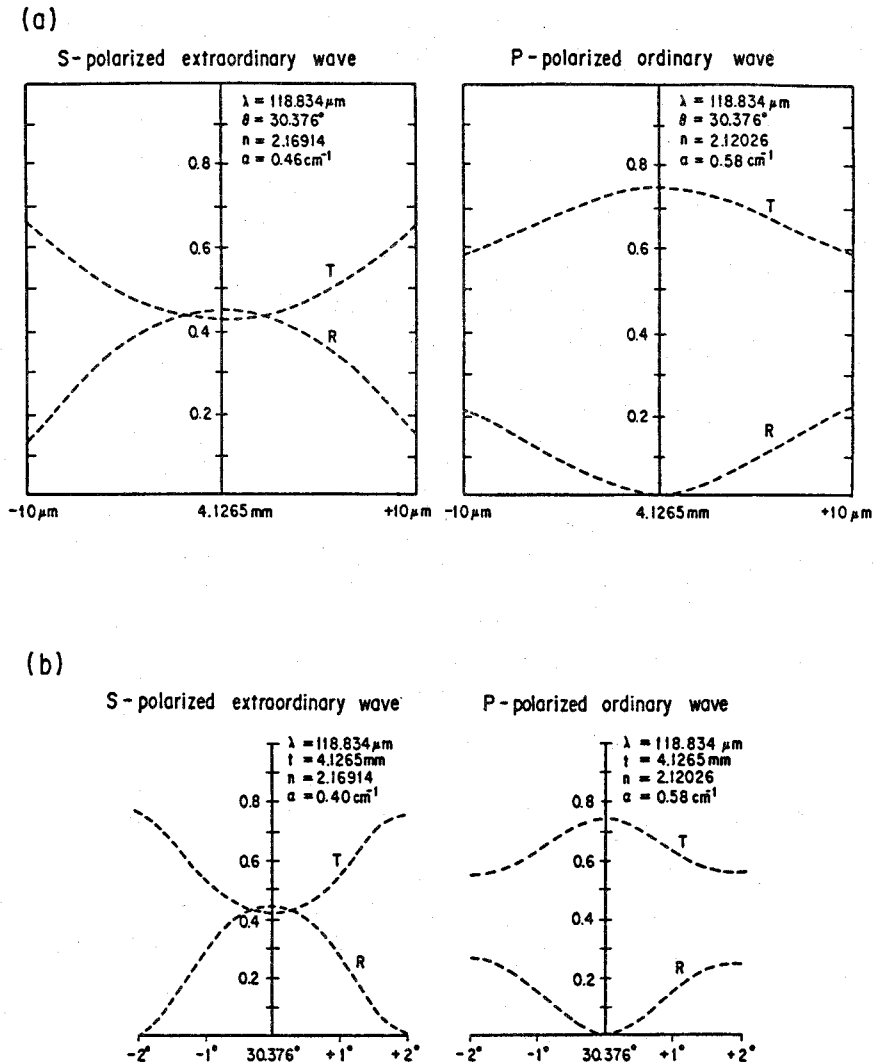 (a)
S-polarized extraordinary wave
λ = 118.834 μm
θ = 30.376°
n = 2.16914
α = 0.46 cm⁻¹
0.8
0.6
0.4
0.2
T
R
-10 μm
4.1265 mm
+10 μm
P-polarized ordinary wave
λ = 118.834 μm
θ = 30.376°
n = 2.12026
α = 0.58 cm⁻¹
0.8
0.6
0.4
0.2
T
R
-10 μm
4.1265 mm
+10 μm
(b)
S-polarized extraordinary wave
λ = 118.834 μm
t = 4.1265 mm
n = 2.16914
α = 0.40 cm⁻¹
0.8
0.6
0.4
0.2
T
R
-2°
-1°
30.376°
+1°
+2°
P-polarized ordinary wave
λ = 118.834 μm
t = 4.1265 mm
n = 2.12026
α = 0.58 cm⁻¹
0.8
0.6
0.4
0.2
T
R
-2°
-1°
30.376°
+1°
+2°